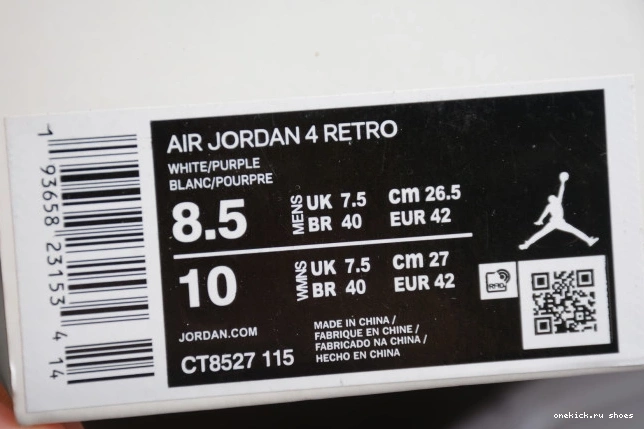 AIR JORDAN 4 RETRO
WHITE/PURPLE
BLANC/POURPRE
8.5 MENS UK 7.5 cm 26.5
BR 40 EUR 42
10 WMNS UK 7.5 cm 27
BR 40 EUR 42
JORDAN.COM
CT8527 115
MADE IN CHINA /
FABRIQUE EN CHINE /
FABRICADO NA CHINA /
HECHO EN CHINA
RFID
1 93658 23153 4 14
onekick.ru shoes